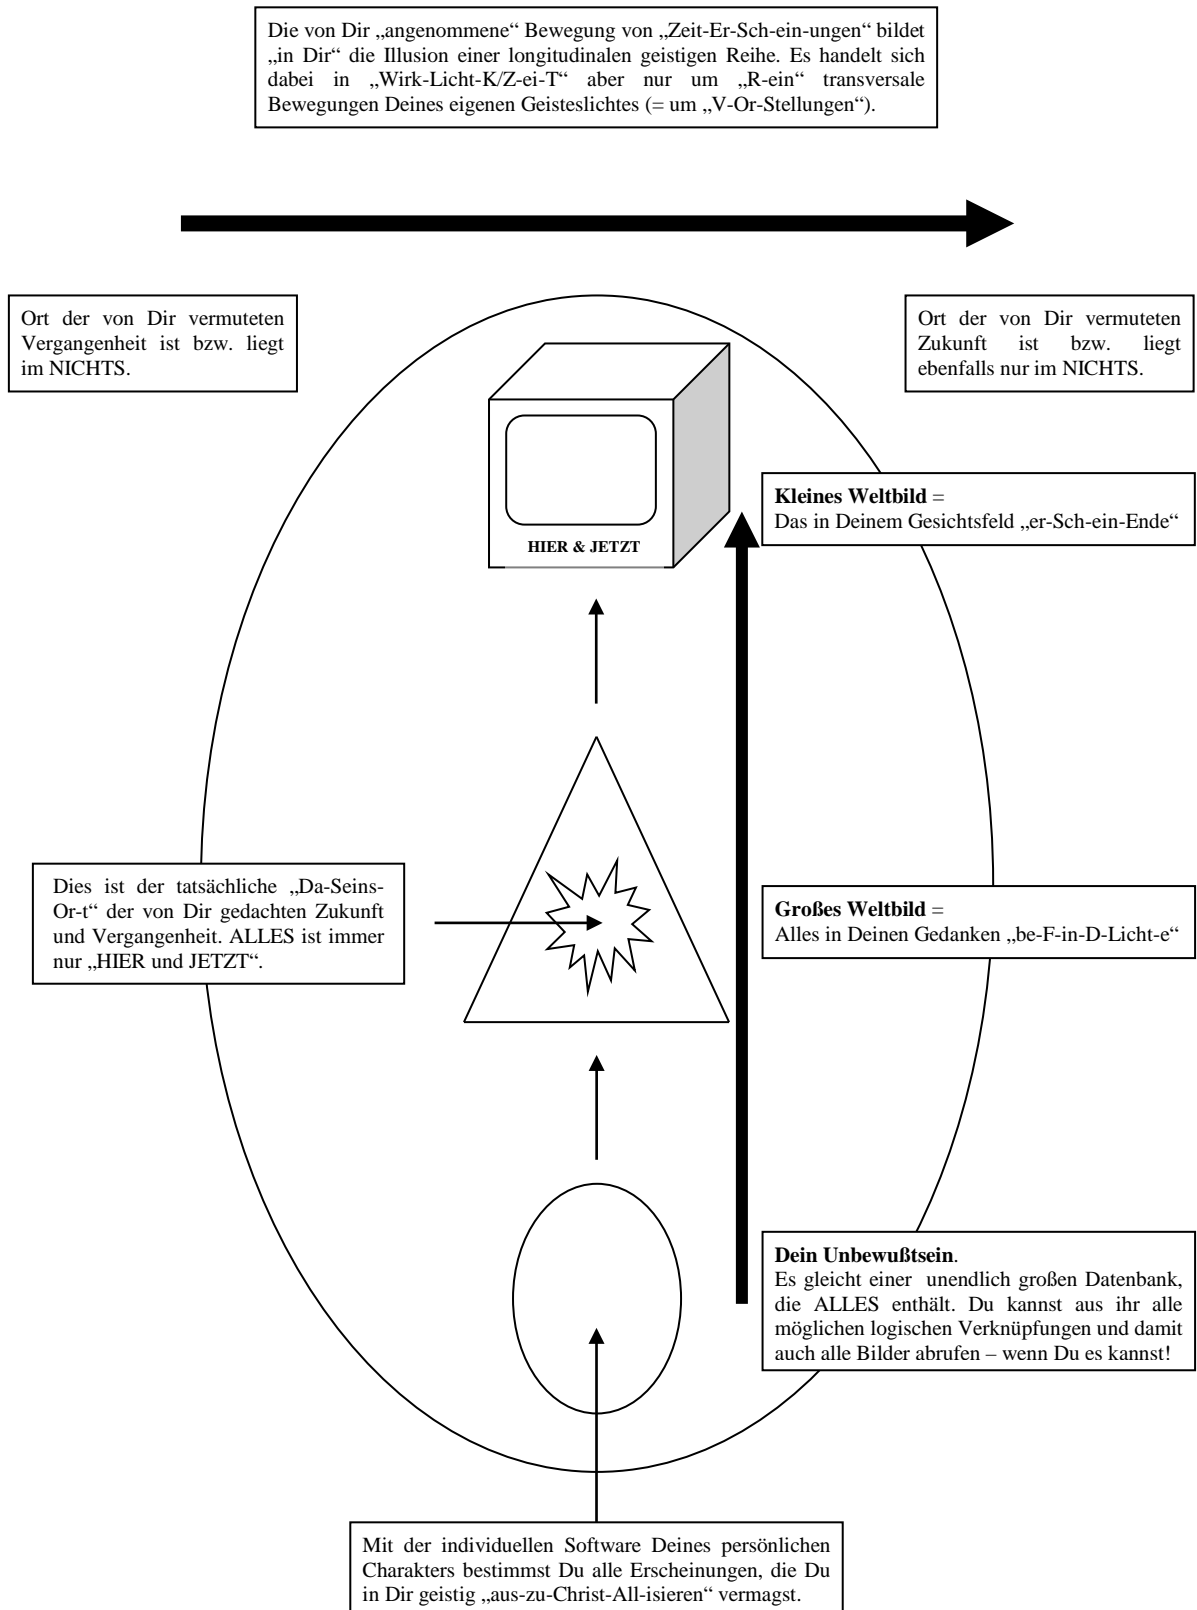 Die von Dir „angenommene“ Bewegung von „Zeit-Er-Sch-ein-ungen“ bildet
„in Dir“ die Illusion einer longitudinalen geistigen Reihe. Es handelt sich
dabei in „Wirk-Licht-K/Z-ei-T“ aber nur um „R-ein“ transversale
Bewegungen Deines eigenen Geisteslichtes (= um „V-Or-Stellungen“).
Ort der von Dir vermuteten
Vergangenheit ist bzw. liegt
im NICHTS.
Ort der von Dir vermuteten
Zukunft ist bzw. liegt
ebenfalls nur im NICHTS.
HIER & JETZT
Kleines Weltbild =
Das in Deinem Gesichtsfeld „er-Sch-ein-Ende“
Dies ist der tatsächliche „Da-Seins-
Or-t“ der von Dir gedachten Zukunft
und Vergangenheit. ALLES ist immer
nur „HIER und JETZT“.
Großes Weltbild =
Alles in Deinen Gedanken „be-F-in-D-Licht-e“
Dein Unbewußtsein.
Es gleicht einer unendlich großen Datenbank,
die ALLES enthält. Du kannst aus ihr alle
möglichen logischen Verknüpfungen und damit
auch alle Bilder abrufen – wenn Du es kannst!
Mit der individuellen Software Deines persönlichen
Charakters bestimmst Du alle Erscheinungen, die Du
in Dir geistig „aus-zu-Christ-All-isieren“ vermagst.